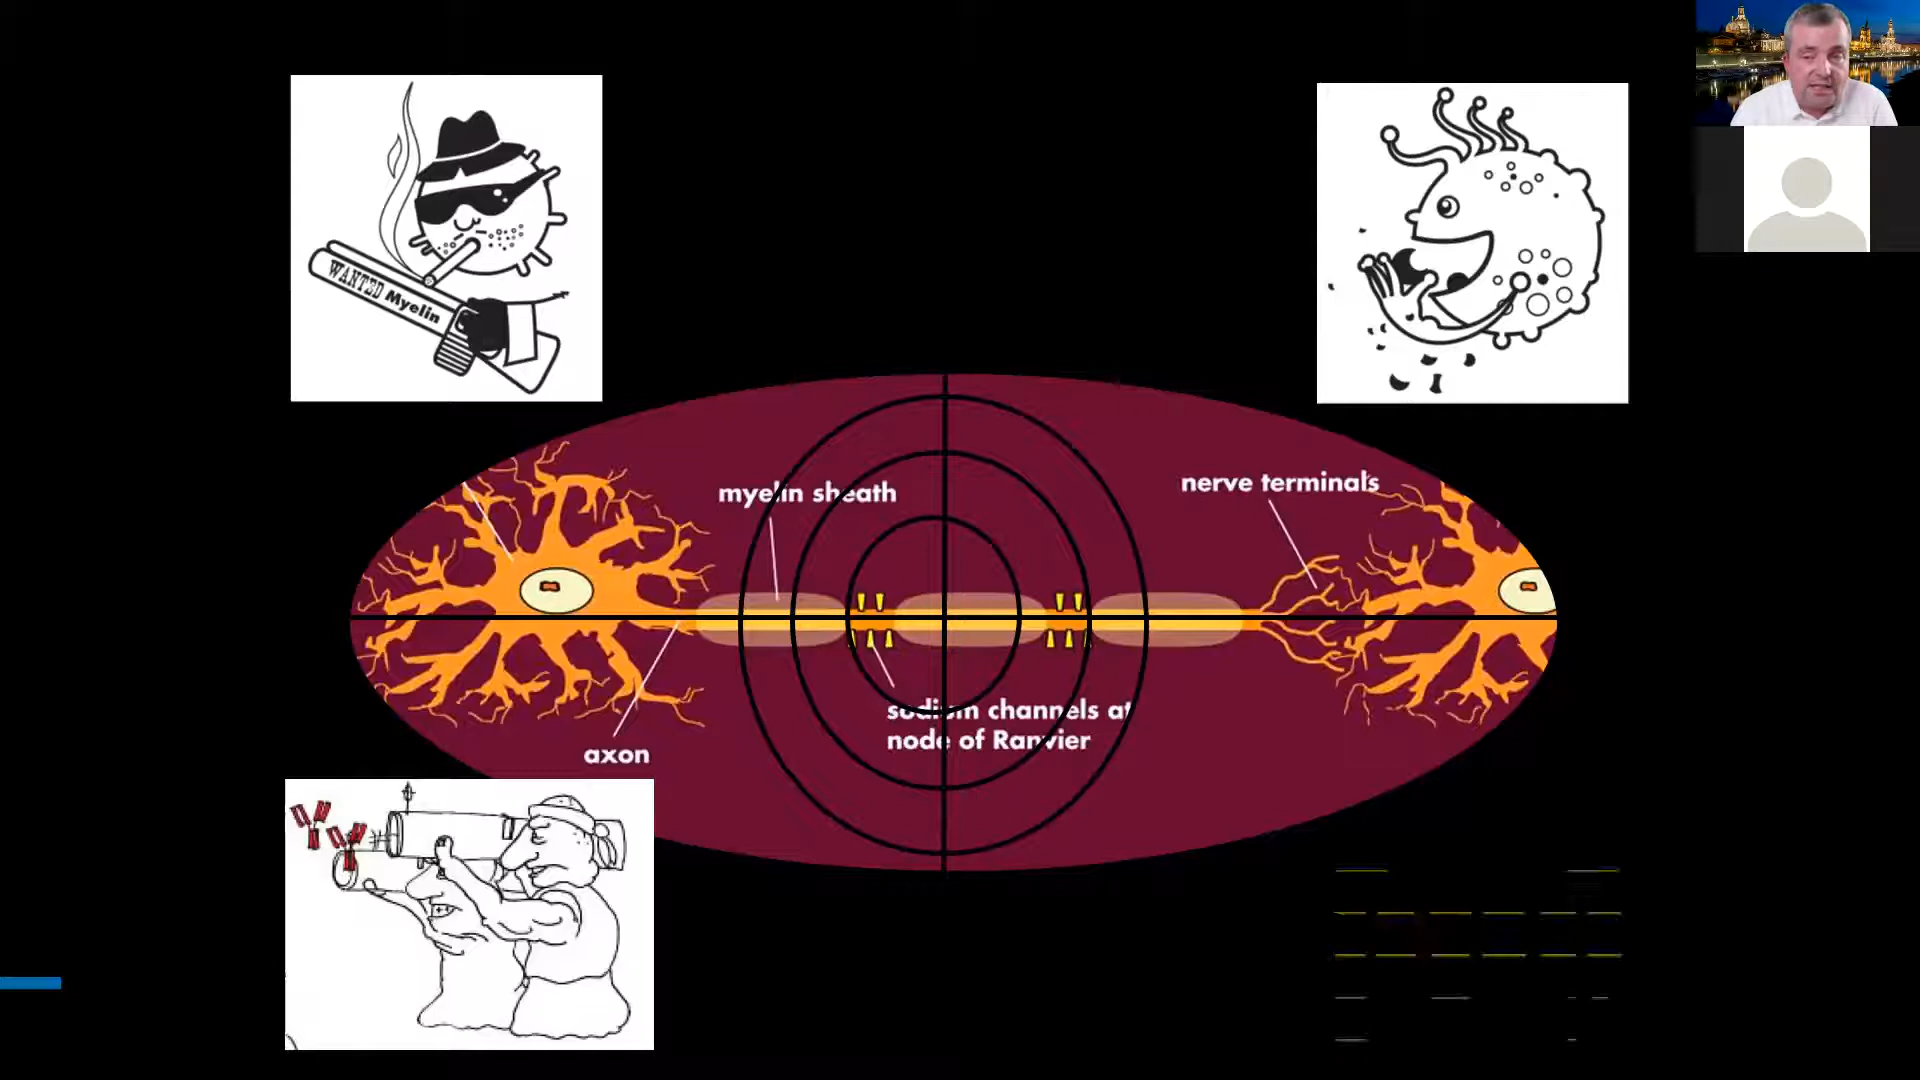 WANTED Myelin
myelin sheath
nerve terminals
sodium channels at
node of Ranvier
axon